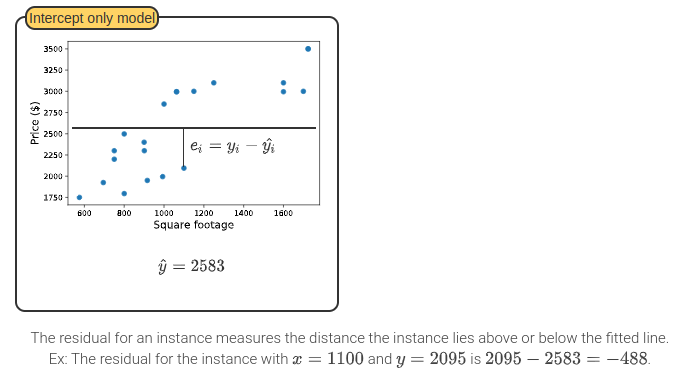 Intercept only model
3500
3250
3000
2750
2500
2250
2000
1750
Price ($)
e_i = y_i − ŷ_i
600 800 1000 1200 1400 1600
Square footage
ŷ = 2583
The residual for an instance measures the distance the instance lies above or below the fitted line.
Ex: The residual for the instance with x = 1100 and y = 2095 is 2095 − 2583 = −488.